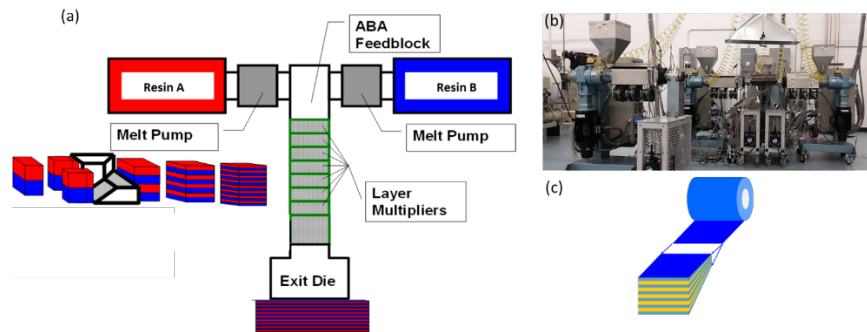 (a)
ABA
Feedblock
Resin A
Resin B
Melt Pump
Melt Pump
Layer
Multipliers
Exit Die
(b)
(c)